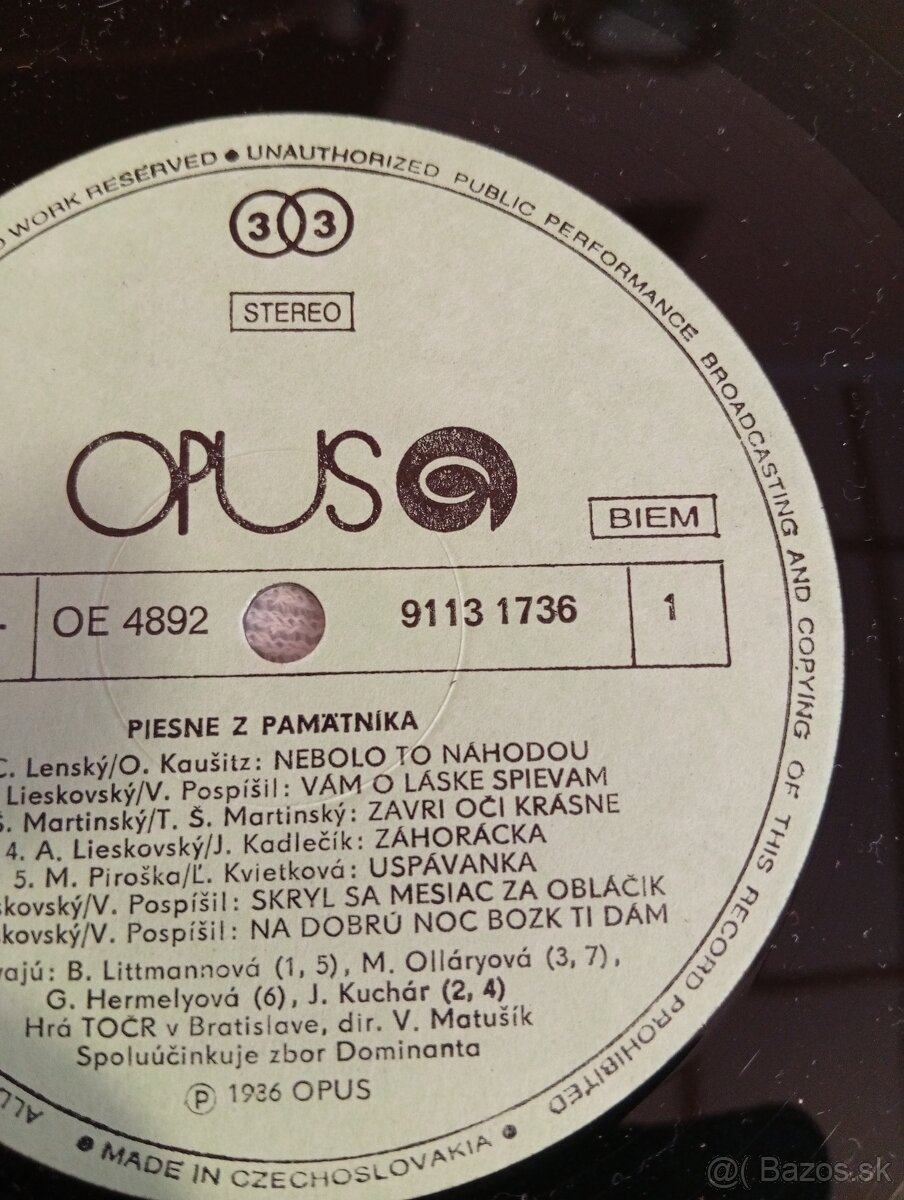 WORK RESERVED ● UNAUTHORIZED PUBLIC PERFORMANCE BROADCASTING AND COPYING OF THIS RECORD PROHIBITED
33
STEREO
OPUS
BIEM
OE 4892 9113 1736 1
PIESNE Z PAMÄTNÍKA
C. Lenský/O. Kaušitz: NEBOLO TO NÁHODOU
Lieskovský/V. Pospíšil: VÁM O LÁSKE SPIEVAM
Š. Martinský/T. Š. Martinský: ZAVRI OČI KRÁSNE
4. A. Lieskovský/J. Kadlečík: ZÁHORÁCKA
5. M. Piroška/Ľ. Kvietková: USPÁVANKA
skovský/V. Pospíšil: SKRYL SA MESIAC ZA OBLÁČIK
skovský/V. Pospíšil: NA DOBRÚ NOC BOZK TI DÁM
vajú: B. Littmannová (1, 5), M. Olláryová (3, 7),
G. Hermelyová (6), J. Kuchár (2, 4)
Hrá TOČR v Bratislave, dir. V. Matušík
Spoluúčinkuje zbor Dominanta
Ⓟ 1986 OPUS
ALL
● MADE IN CZECHOSLOVAKIA ●
@( Bazos.sk